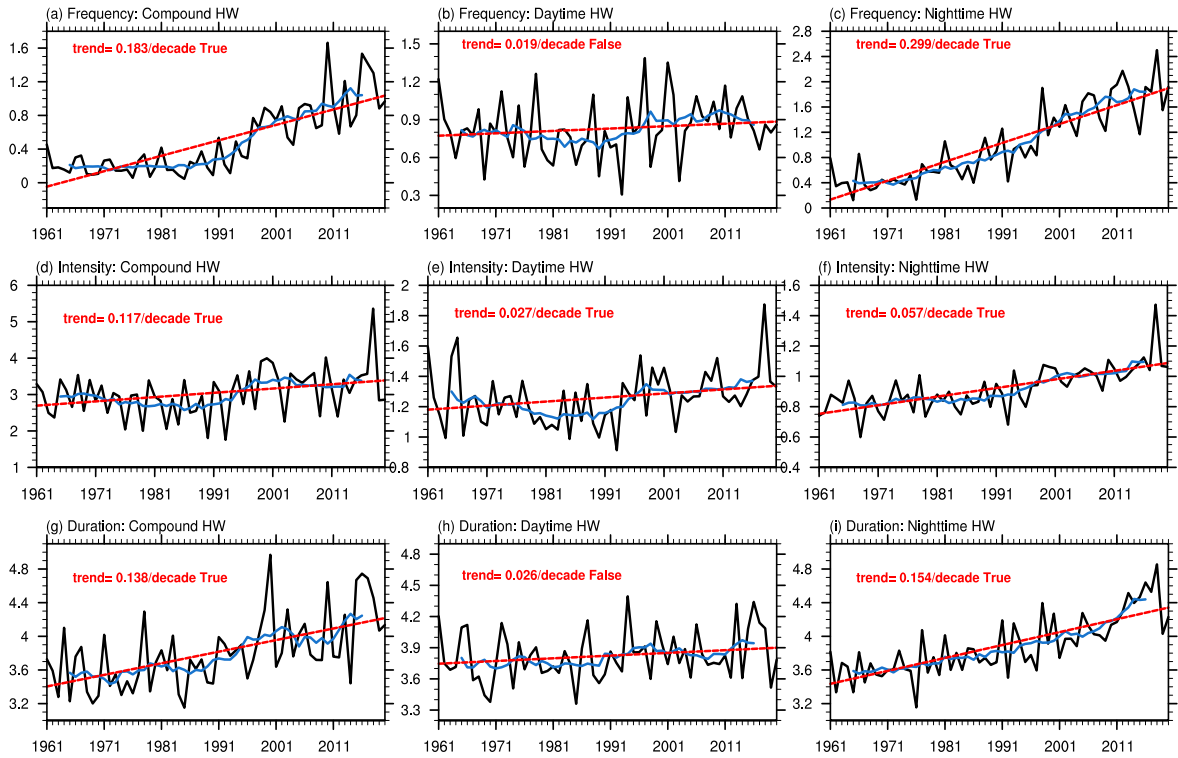 (a) Frequency: Compound HW
trend= 0.183/decade True
1.6
1.2
0.8
0.4
0
1961 1971 1981 1991 2001 2011
(b) Frequency: Daytime HW
trend= 0.019/decade False
1.5
1.2
0.9
0.6
0.3
1961 1971 1981 1991 2001 2011
(c) Frequency: Nighttime HW
trend= 0.299/decade True
2.8
2.4
2
1.6
1.2
0.8
0.4
0
1961 1971 1981 1991 2001 2011
(d) Intensity: Compound HW
trend= 0.117/decade True
6
5
4
3
2
1
1961 1971 1981 1991 2001 2011
(e) Intensity: Daytime HW
trend= 0.027/decade True
2
1.8
1.6
1.4
1.2
1
0.8
1961 1971 1981 1991 2001 2011
(f) Intensity: Nighttime HW
trend= 0.057/decade True
1.6
1.4
1.2
1
0.8
0.6
0.4
1961 1971 1981 1991 2001 2011
(g) Duration: Compound HW
trend= 0.138/decade True
4.8
4.4
4
3.6
3.2
1961 1971 1981 1991 2001 2011
(h) Duration: Daytime HW
trend= 0.026/decade False
4.8
4.5
4.2
3.9
3.6
3.3
1961 1971 1981 1991 2001 2011
(i) Duration: Nighttime HW
trend= 0.154/decade True
4.8
4.4
4
3.6
3.2
1961 1971 1981 1991 2001 2011